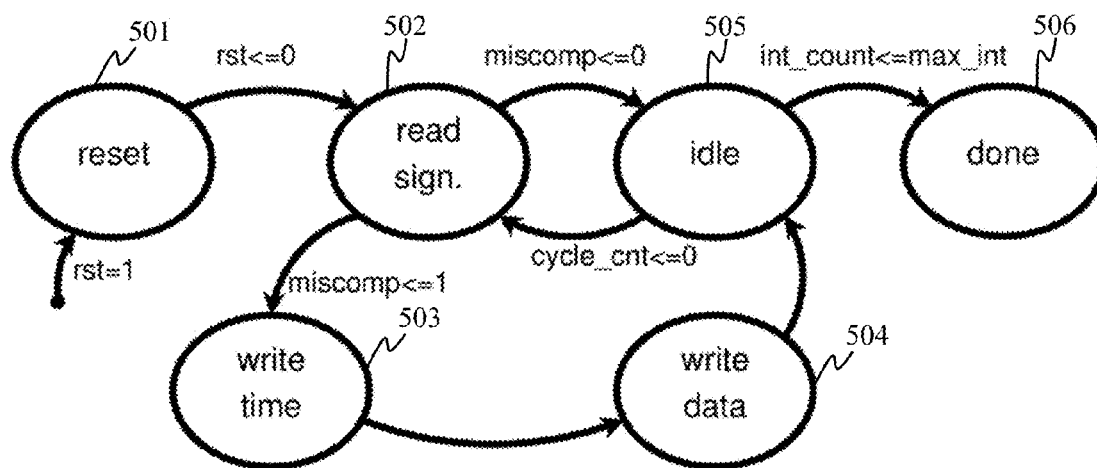 501
502
505
506
rst<=0
miscomp<=0
int_count<=max_int
reset
read
sign.
idle
done
rst=1
cycle_cnt<=0
miscomp<=1
503
504
write
time
write
data